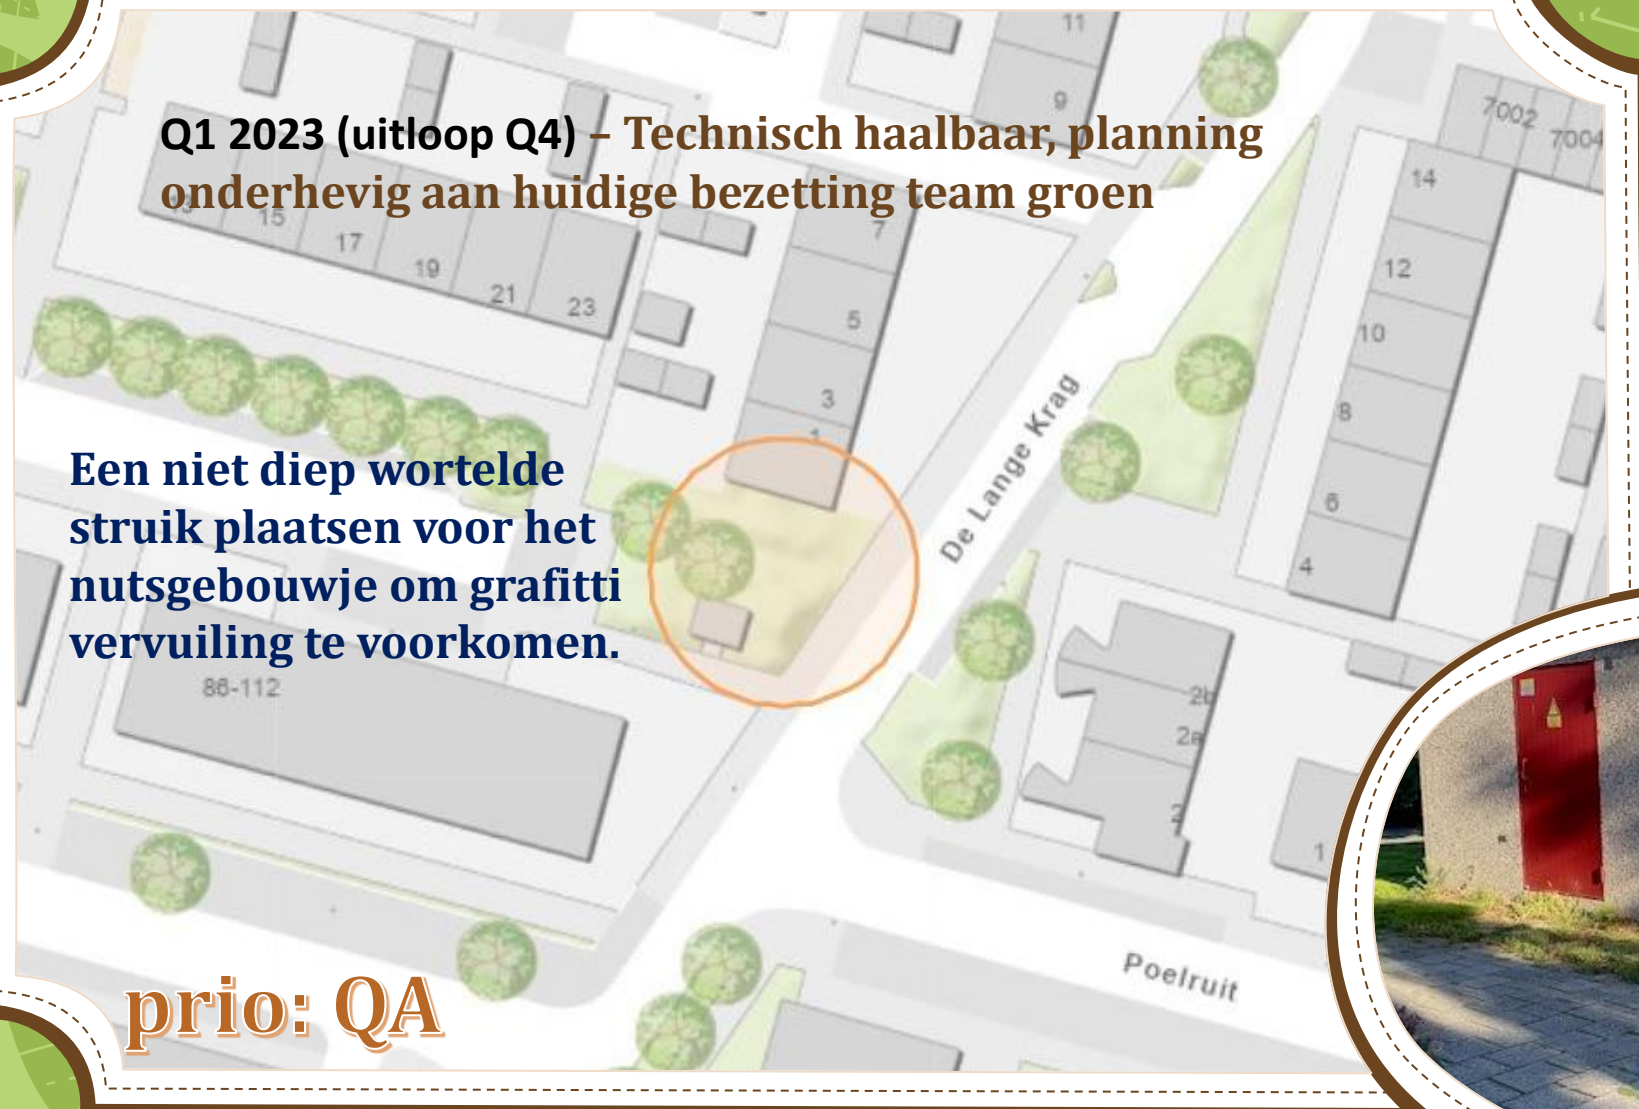 Q1 2023 (uitloop Q4) – Technisch haalbaar, planning
onderhevig aan huidige bezetting team groen
11
9
7002
7004
14
13
15
17
19
21
23
7
5
3
1
12
10
8
6
4
De Lange Krag
Een niet diep wortelde
struik plaatsen voor het
nutsgebouwje om grafitti
vervuiling te voorkomen.
86-112
2b
2a
2
1
Poelruit
prio: QA